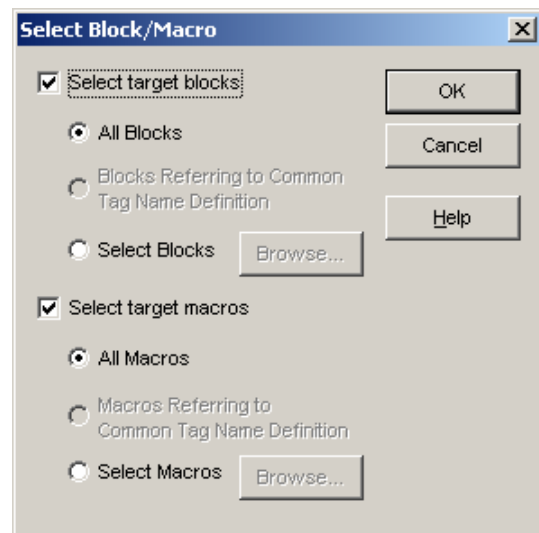 Select Block/Macro
Select target blocks
OK
All Blocks
Cancel
Blocks Referring to Common
Tag Name Definition
Help
Select Blocks
Browse...
Select target macros
All Macros
Macros Referring to
Common Tag Name Definition
Select Macros
Browse...